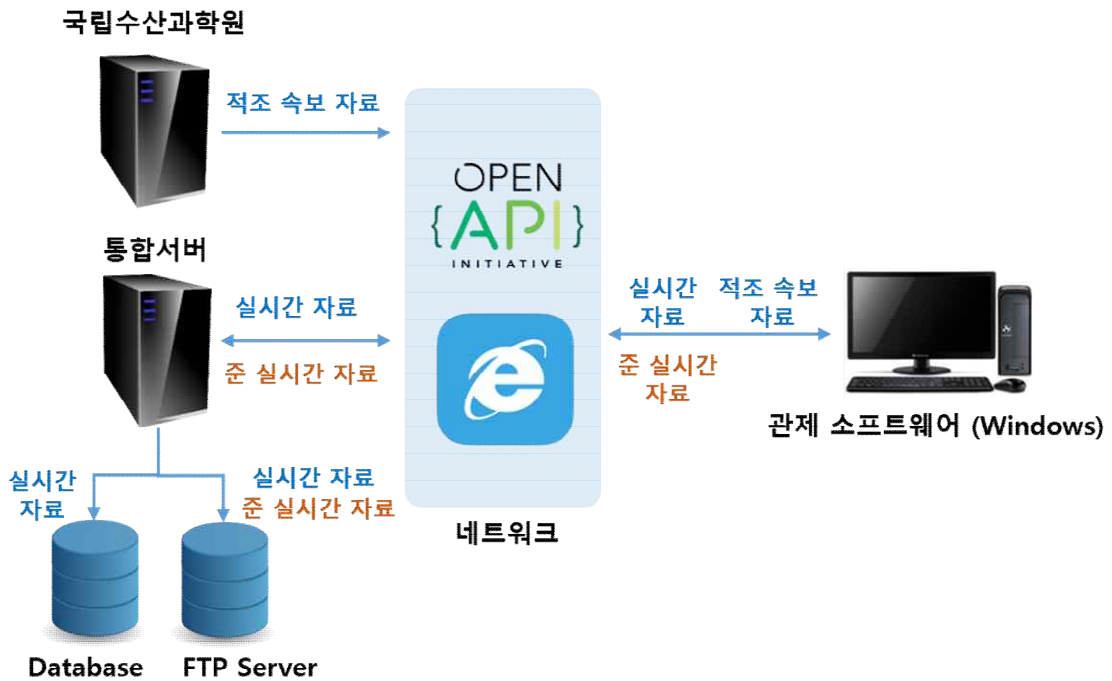 국립수산과학원
적조 속보 자료
OPEN
{API}
INITIATIVE
통합서버
실시간 자료
준 실시간 자료
실시간
자료
적조 속보
자료
준 실시간
자료
관제 소프트웨어 (Windows)
실시간
자료
실시간 자료
준 실시간 자료
네트워크
Database
FTP Server